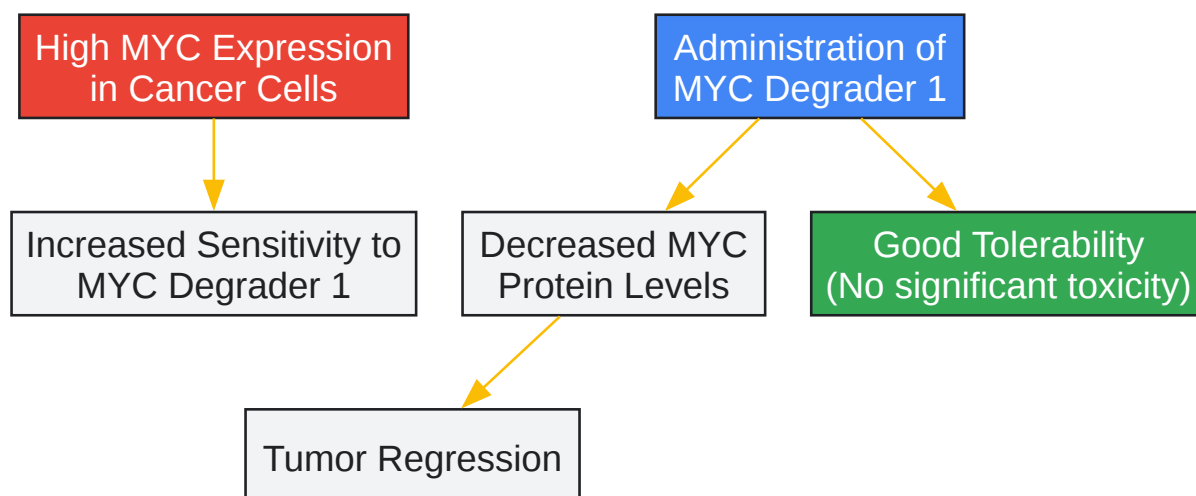 High MYC Expression
in Cancer Cells
Administration of
MYC Degrader 1
Increased Sensitivity to
MYC Degrader 1
Decreased MYC
Protein Levels
Good Tolerability
(No significant toxicity)
Tumor Regression